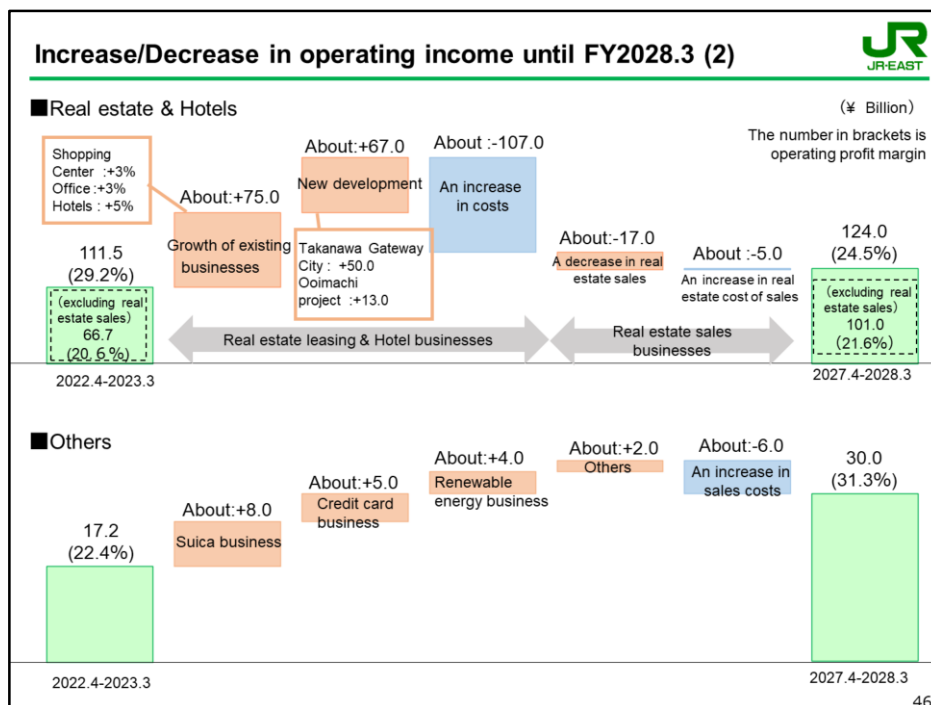 Increase/Decrease in operating income until FY2028.3 (2)
JR
JR-EAST
■Real estate & Hotels
(¥ Billion)
The number in brackets is
operating profit margin
Shopping
Center :+3%
Office :+3%
Hotels : +5%
About:+75.0
Growth of existing
businesses
About:+67.0
New development
Takanawa Gateway
City : +50.0
Ooimachi
project :+13.0
About :-107.0
An increase
in costs
About:-17.0
A decrease in real
estate sales
About :-5.0
An increase in real
estate cost of sales
111.5
(29.2%)
(excluding real
estate sales)
66.7
(20.6%)
124.0
(24.5%)
(excluding real
estate sales)
101.0
(21.6%)
Real estate leasing & Hotel businesses
Real estate sales
businesses
2022.4-2023.3
2027.4-2028.3
■Others
17.2
(22.4%)
About:+8.0
Suica business
About:+5.0
Credit card
business
About:+4.0
Renewable
energy business
About:+2.0
Others
About:-6.0
An increase in
sales costs
30.0
(31.3%)
2022.4-2023.3
2027.4-2028.3
46